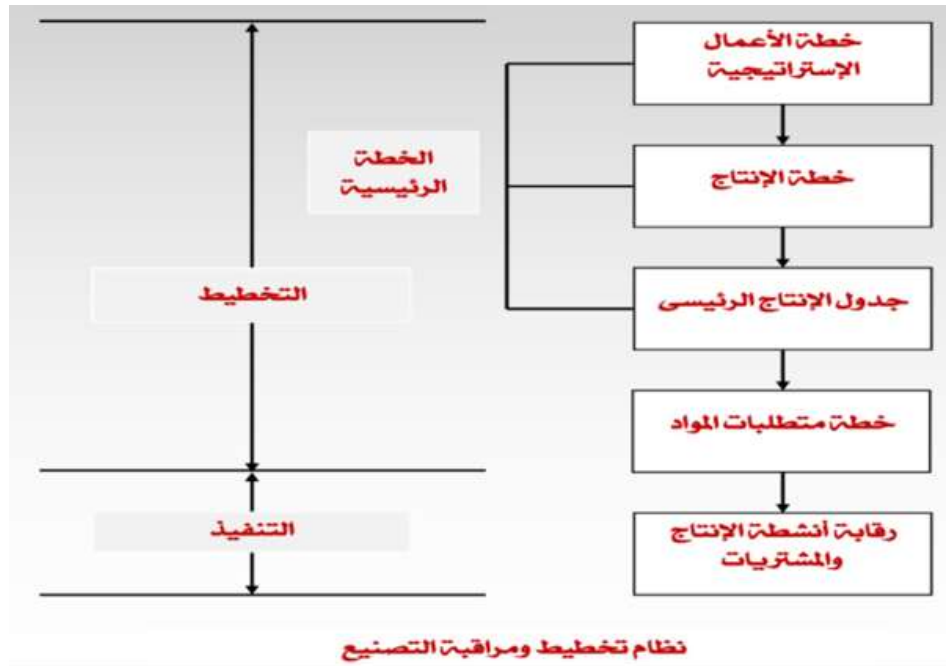 خطة الأعمال
الإستراتيجية
الخطة
الرئيسية
خطة الإنتاج
التخطيط
جدول الإنتاج الرئيسى
خطة متطلبات المواد
التنفيذ
رقابة أنشطة الإنتاج
والمشتريات
نظام تخطيط ومراقبة التصنيع